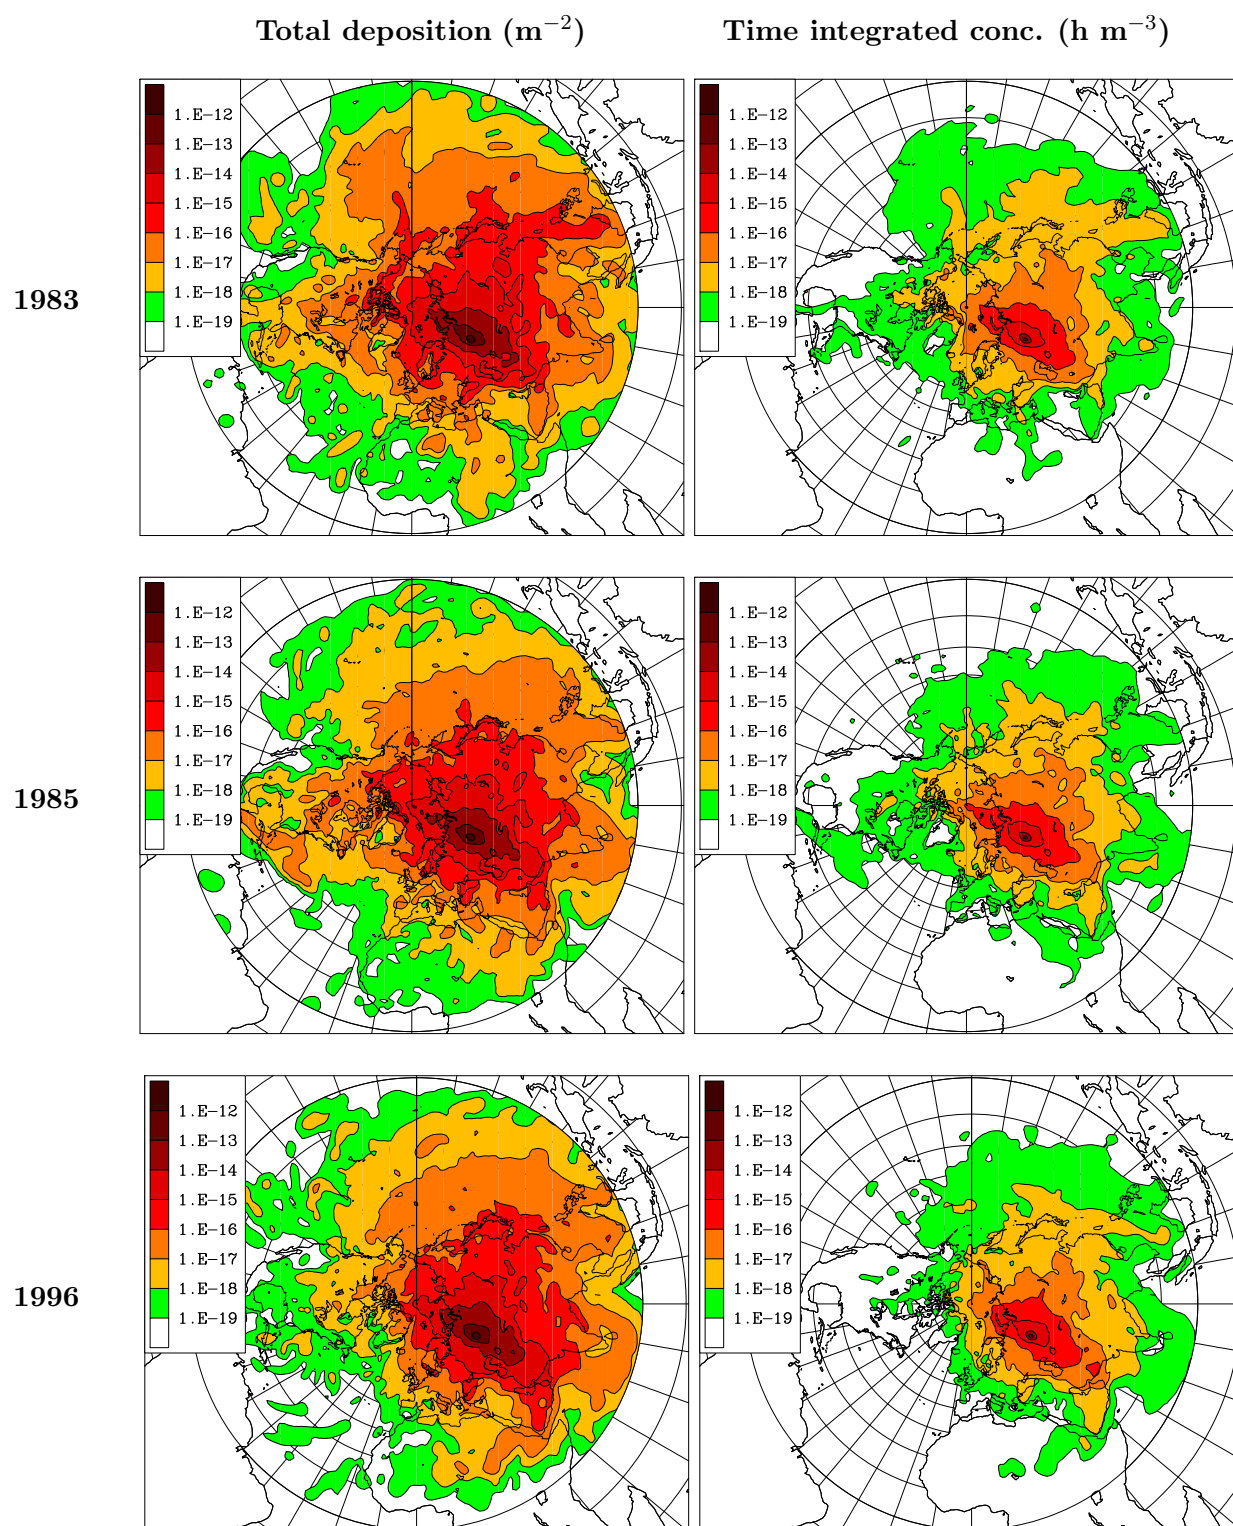 Total deposition (m⁻²) Time integrated conc. (h m⁻³)
1.E−12 1.E−12
1.E−13 1.E−13
1.E−14 1.E−14
1.E−15 1.E−15
1.E−16 1.E−16
1.E−17 1.E−17
1.E−18 1.E−18
1983
1.E−19 1.E−19
1.E−12 1.E−12
1.E−13 1.E−13
1.E−14 1.E−14
1.E−15 1.E−15
1.E−16 1.E−16
1.E−17 1.E−17
1.E−18 1.E−18
1985
1.E−19 1.E−19
1.E−12 1.E−12
1.E−13 1.E−13
1.E−14 1.E−14
1.E−15 1.E−15
1.E−16 1.E−16
1.E−17 1.E−17
1.E−18 1.E−18
1996
1.E−19 1.E−19